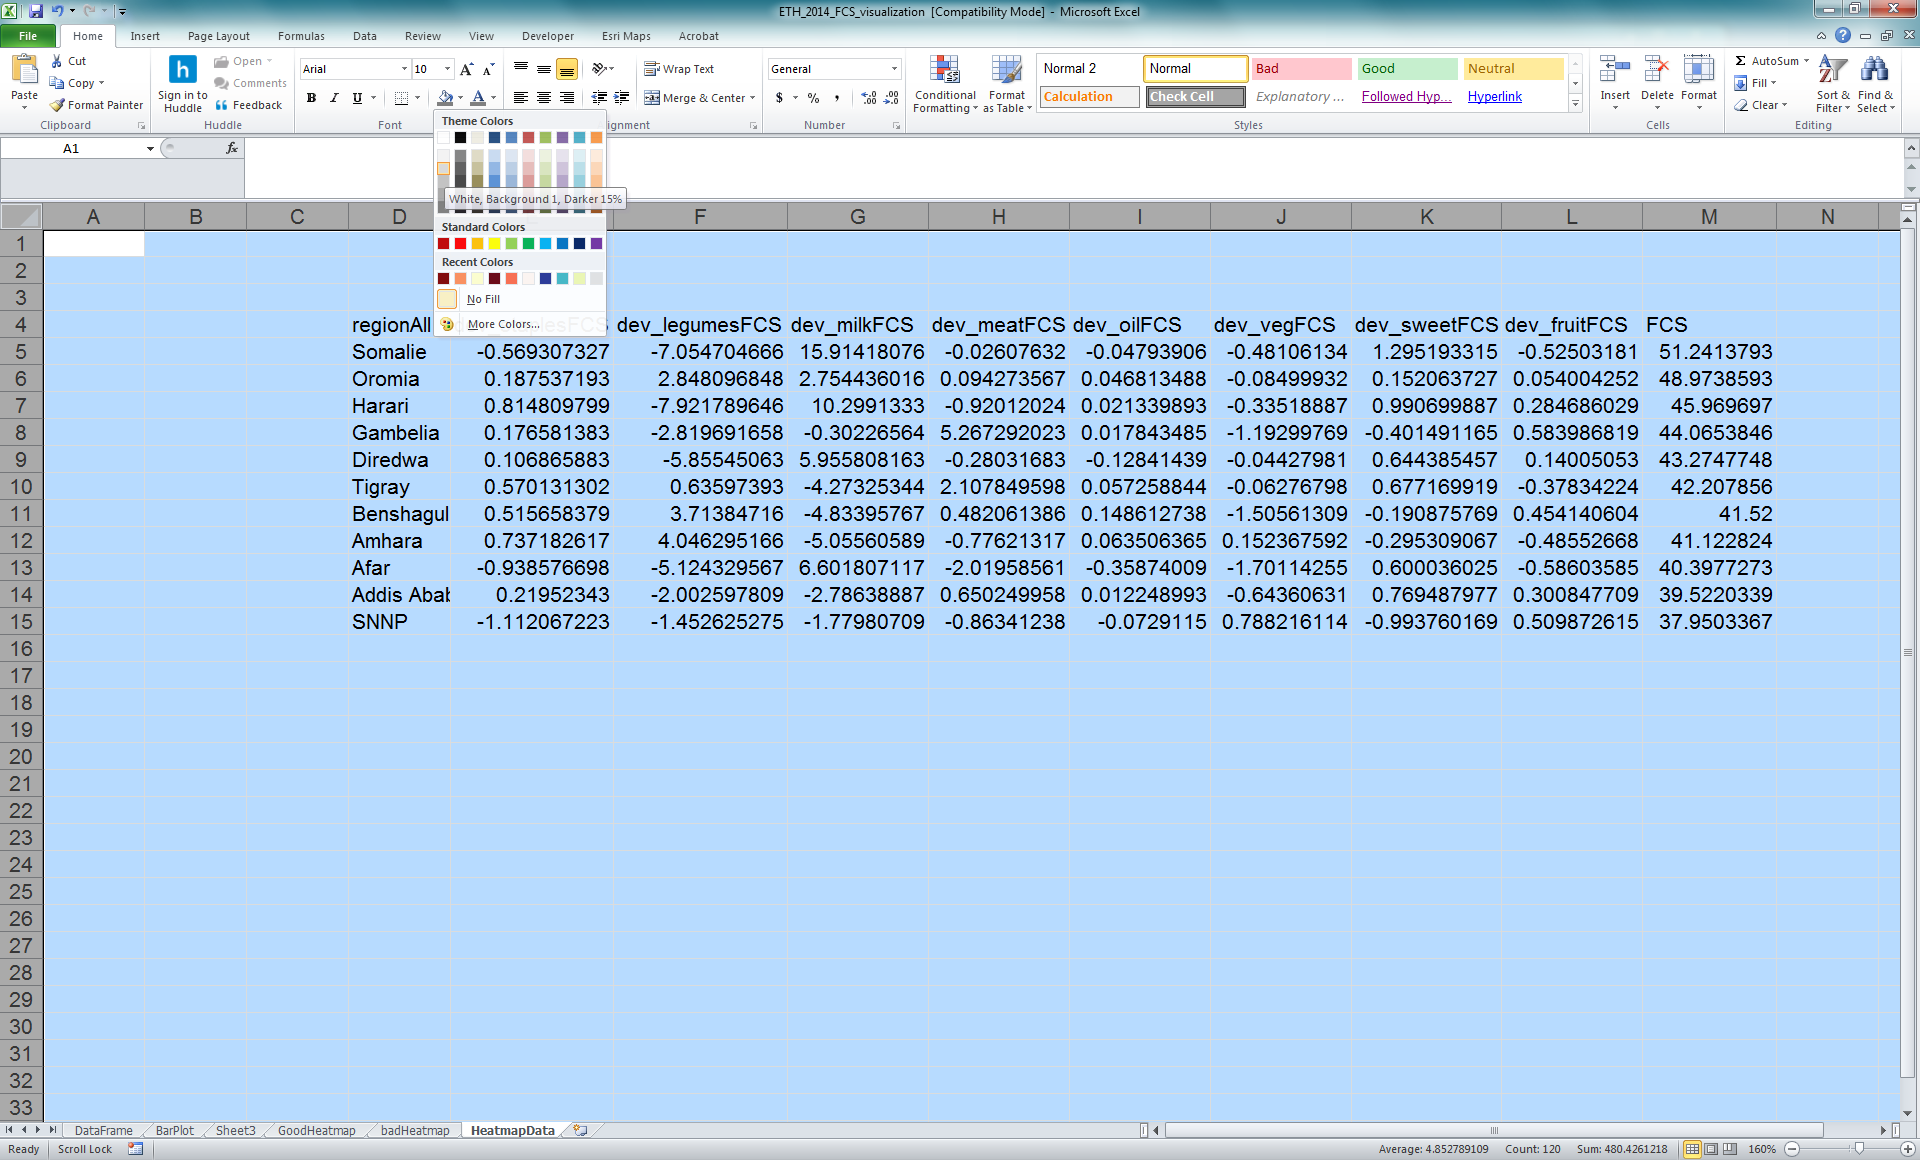 ETH_2014_FCS_visualization [Compatibility Mode] - Microsoft Excel
File Home Insert Page Layout Formulas Data Review View Developer Esri Maps Acrobat
Paste Cut Copy Format Painter
Clipboard
Sign in to Huddle Open Comments Feedback
Huddle
Arial 10
B I U
Font
Wrap Text
Merge & Center
ignment
General
$ % ,
Number
Conditional Formatting Format as Table
Normal 2 Normal Bad Good Neutral
Calculation Check Cell Explanatory ... Followed Hyp... Hyperlink
Styles
Insert Delete Format
Cells
Σ AutoSum Fill Clear Sort & Filter Find & Select
Editing
A1 fx
Theme Colors
White, Background 1, Darker 15%
Standard Colors
Recent Colors
No Fill
More Colors...
A B C D F G H I J K L M N
1
2
3
4 regionAll dev_legumesFCS dev_milkFCS dev_meatFCS dev_oilFCS dev_vegFCS dev_sweetFCS dev_fruitFCS FCS
5 Somalie -0.569307327 -7.054704666 15.91418076 -0.02607632 -0.04793906 -0.48106134 1.295193315 -0.52503181 51.2413793
6 Oromia 0.187537193 2.848096848 2.754436016 0.094273567 0.046813488 -0.08499932 0.152063727 0.054004252 48.9738593
7 Harari 0.814809799 -7.921789646 10.2991333 -0.92012024 0.021339893 -0.33518887 0.990699887 0.284686029 45.969697
8 Gambelia 0.176581383 -2.819691658 -0.30226564 5.267292023 0.017843485 -1.19299769 -0.401491165 0.583986819 44.0653846
9 Diredwa 0.106865883 -5.85545063 5.955808163 -0.28031683 -0.12841439 -0.04427981 0.644385457 0.14005053 43.2747748
10 Tigray 0.570131302 0.63597393 -4.27325344 2.107849598 0.057258844 -0.06276798 0.677169919 -0.37834224 42.207856
11 Benshagul 0.515658379 3.71384716 -4.83395767 0.482061386 0.148612738 -1.50561309 -0.190875769 0.454140604 41.52
12 Amhara 0.737182617 4.046295166 -5.05560589 -0.77621317 0.063506365 0.152367592 -0.295309067 -0.48552668 41.122824
13 Afar -0.938576698 -5.124329567 6.601807117 -2.01958561 -0.35874009 -1.70114255 0.600036025 -0.58603585 40.3977273
14 Addis Abab 0.21952343 -2.002597809 -2.78638887 0.650249958 0.012248993 -0.64360631 0.769487977 0.300847709 39.5220339
15 SNNP -1.112067223 -1.452625275 -1.77980709 -0.86341238 -0.0729115 0.788216114 -0.993760169 0.509872615 37.9503367
16
17
18
19
20
21
22
23
24
25
26
27
28
29
30
31
32
33
DataFrame BarPlot Sheet3 GoodHeatmap badHeatmap HeatmapData
Ready Scroll Lock Average: 4.852789109 Count: 120 Sum: 480.4261218 160%